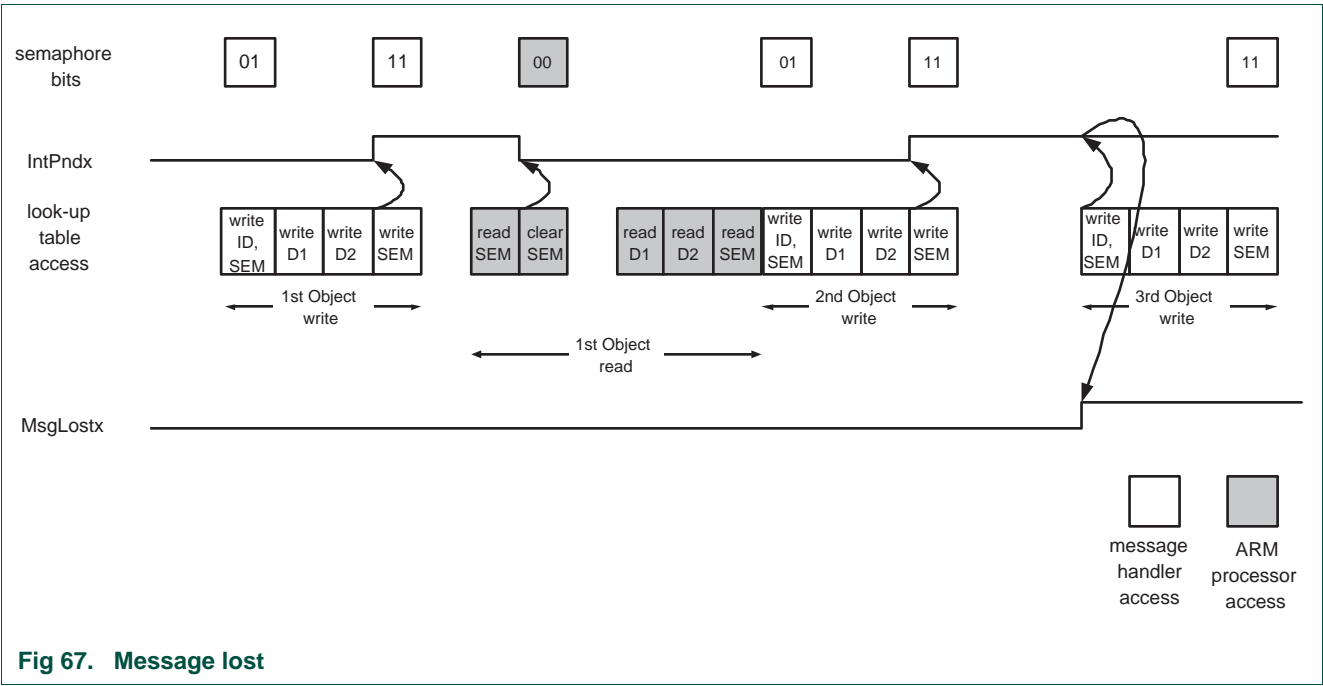 semaphore
bits
01
11
00
01
11
11
IntPndx
look-up
table
access
write
ID,
SEM
write
D1
write
D2
write
SEM
read
SEM
clear
SEM
read
D1
read
D2
read
SEM
write
ID,
SEM
write
D1
write
D2
write
SEM
write
ID,
SEM
write
D1
write
D2
write
SEM
1st Object
write
2nd Object
write
3rd Object
write
1st Object
read
MsgLostx
message
handler
access
ARM
processor
access
Fig 67. Message lost